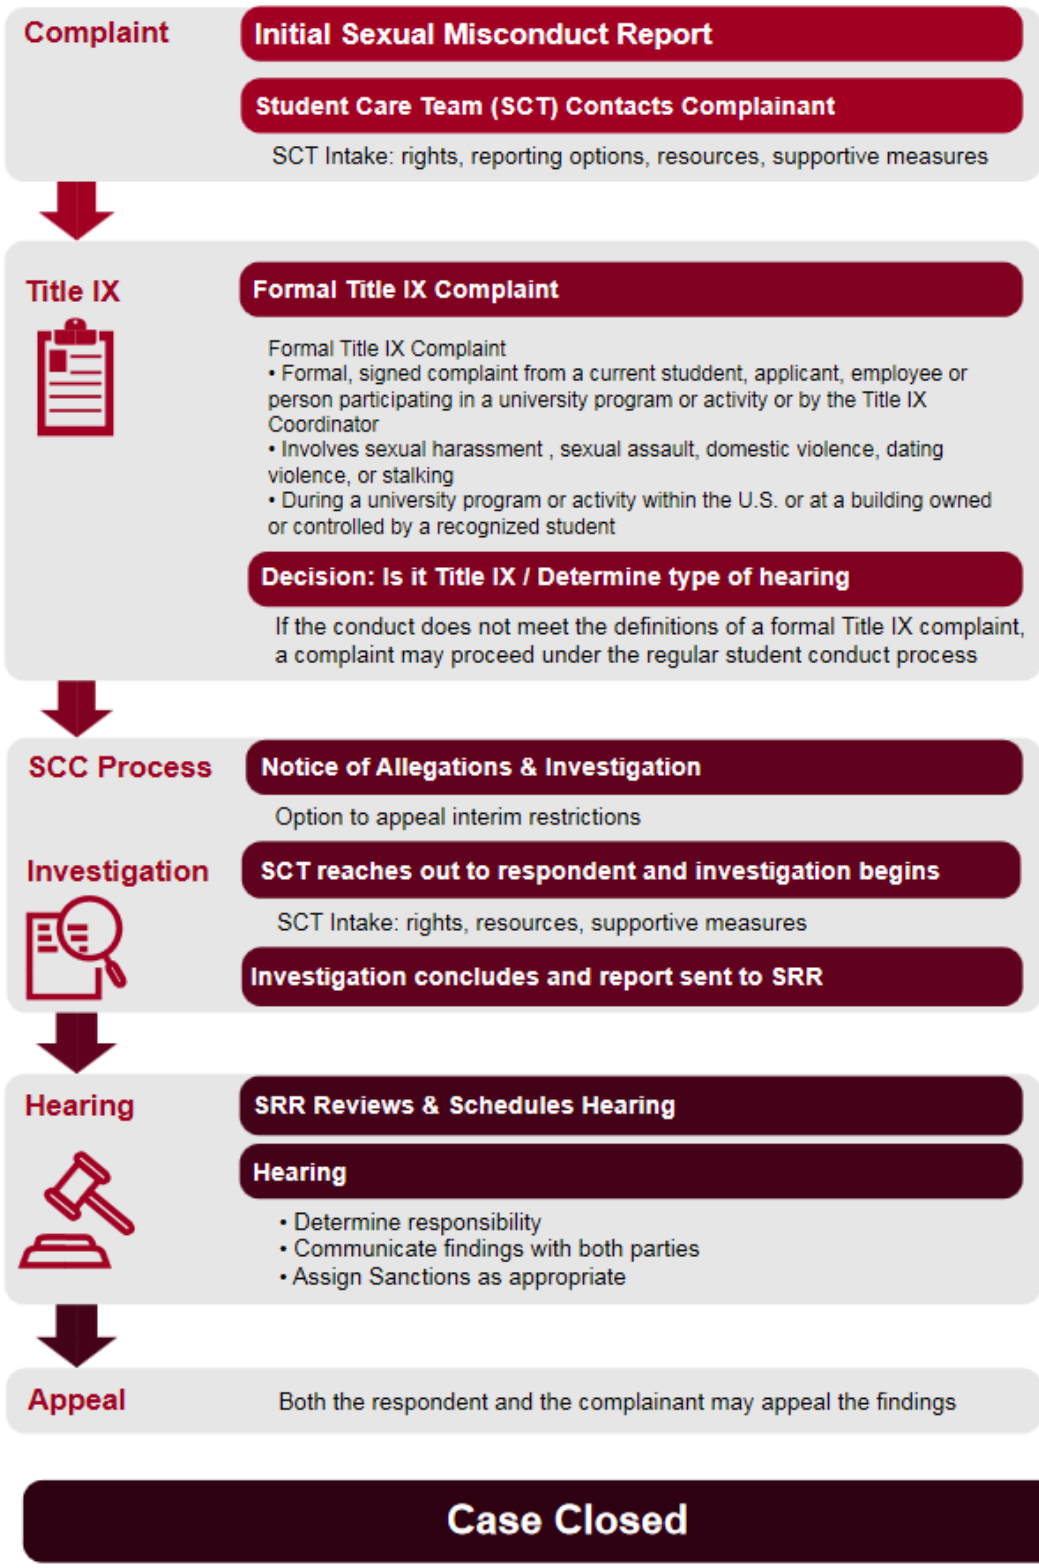 Complaint
Initial Sexual Misconduct Report
Student Care Team (SCT) Contacts Complainant
SCT Intake: rights, reporting options, resources, supportive measures
Title IX
Formal Title IX Complaint
Formal Title IX Complaint
• Formal, signed complaint from a current studdent, applicant, employee or
person participating in a university program or activity or by the Title IX
Coordinator
• Involves sexual harassment , sexual assault, domestic violence, dating
violence, or stalking
• During a university program or activity within the U.S. or at a building owned
or controlled by a recognized student
Decision: Is it Title IX / Determine type of hearing
If the conduct does not meet the definitions of a formal Title IX complaint,
a complaint may proceed under the regular student conduct process
SCC Process
Notice of Allegations & Investigation
Option to appeal interim restrictions
Investigation
SCT reaches out to respondent and investigation begins
SCT Intake: rights, resources, supportive measures
Investigation concludes and report sent to SRR
Hearing
SRR Reviews & Schedules Hearing
Hearing
• Determine responsibility
• Communicate findings with both parties
• Assign Sanctions as appropriate
Appeal
Both the respondent and the complainant may appeal the findings
Case Closed